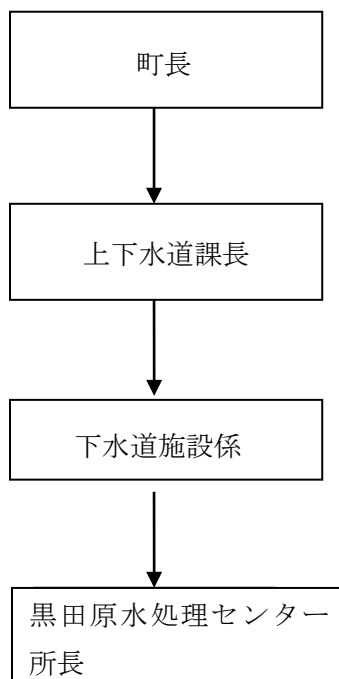 町長
上下水道課長
下水道施設係
黒田原水処理センター
所長